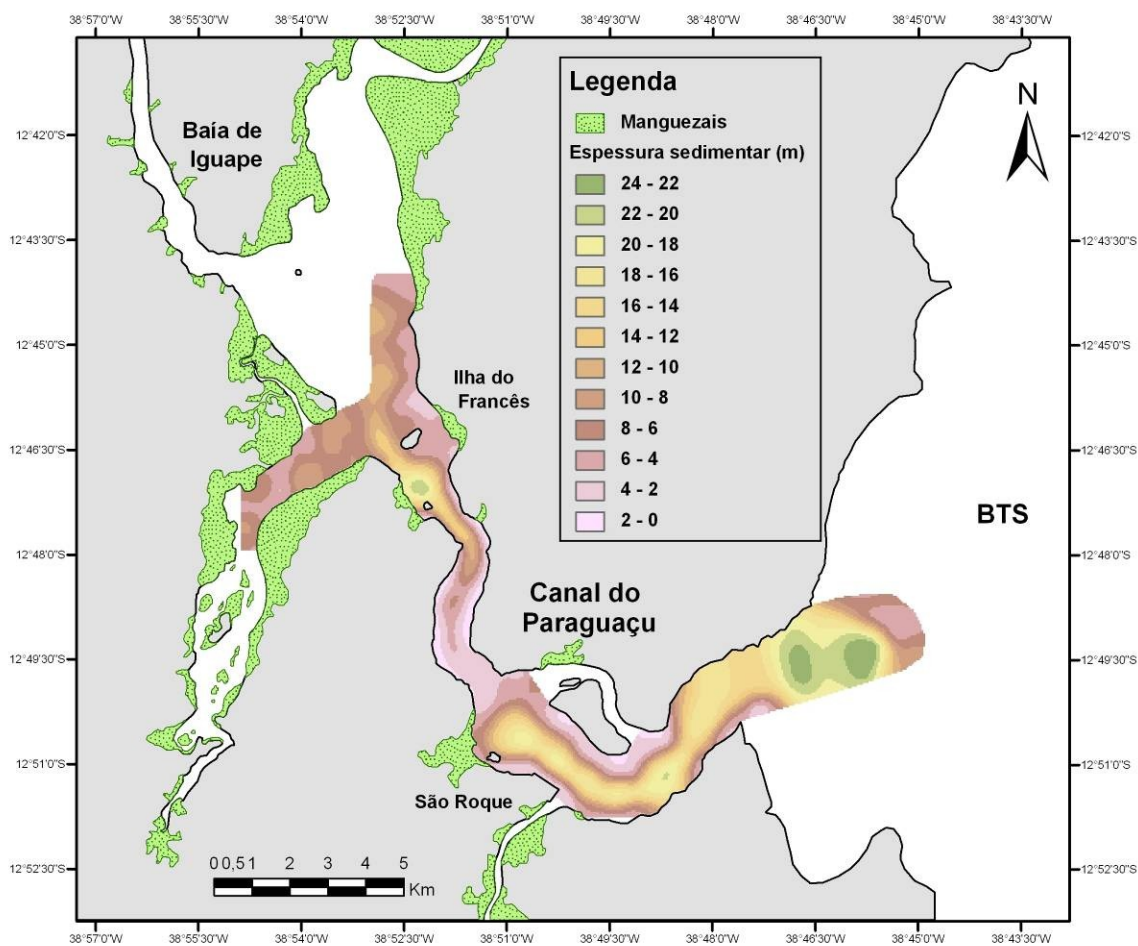 38°57'0"W 38°55'30"W 38°54'0"W 38°52'30"W 38°51'0"W 38°49'30"W 38°48'0"W 38°46'30"W 38°45'0"W 38°43'30"W
Legenda
Manguezais
Espessura sedimentar (m)
24 - 22
22 - 20
20 - 18
18 - 16
16 - 14
14 - 12
12 - 10
10 - 8
8 - 6
6 - 4
4 - 2
2 - 0
N
Baía de
Iguape
Ilha do
Francês
BTS
Canal do
Paraguaçu
São Roque
0 0,5 1 2 3 4 5
Km
12°42'0"S
12°43'30"S
12°45'0"S
12°46'30"S
12°48'0"S
12°49'30"S
12°51'0"S
12°52'30"S
12°42'0"S
12°43'30"S
12°45'0"S
12°46'30"S
12°48'0"S
12°49'30"S
12°51'0"S
12°52'30"S
38°57'0"W 38°55'30"W 38°54'0"W 38°52'30"W 38°51'0"W 38°49'30"W 38°48'0"W 38°46'30"W 38°45'0"W 38°43'30"W